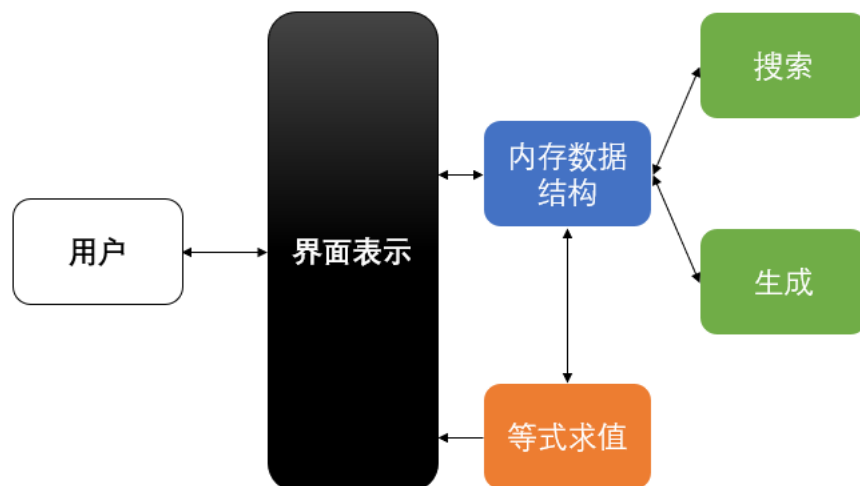 用户
界面表示
内存数据
结构
搜索
生成
等式求值